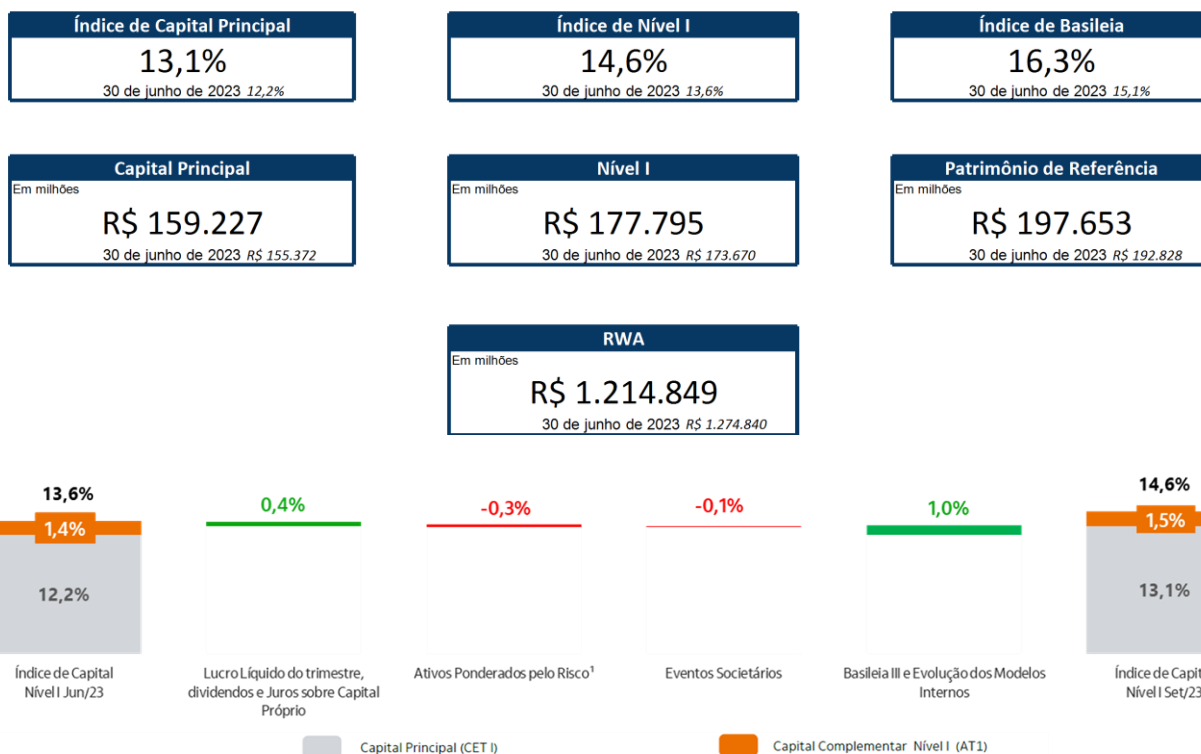 Índice de Capital Principal
13,1%
30 de junho de 2023 12,2%
Índice de Nível I
14,6%
30 de junho de 2023 13,6%
Índice de Basileia
16,3%
30 de junho de 2023 15,1%
Capital Principal
Em milhões
R$ 159.227
30 de junho de 2023 R$ 155.372
Nível I
Em milhões
R$ 177.795
30 de junho de 2023 R$ 173.670
Patrimônio de Referência
Em milhões
R$ 197.653
30 de junho de 2023 R$ 192.828
RWA
Em milhões
R$ 1.214.849
30 de junho de 2023 R$ 1.274.840
13,6%
1,4%
12,2%
0,4%
-0,3%
-0,1%
1,0%
14,6%
1,5%
13,1%
Índice de Capital
Nível I Jun/23
Lucro Líquido do trimestre,
dividendos e Juros sobre Capital
Próprio
Ativos Ponderados pelo Risco¹
Eventos Societários
Basileia III e Evolução dos Modelos
Internos
Índice de Capit
Nível I Set/23
Capital Principal (CET I)
Capital Complementar Nível I (AT1)